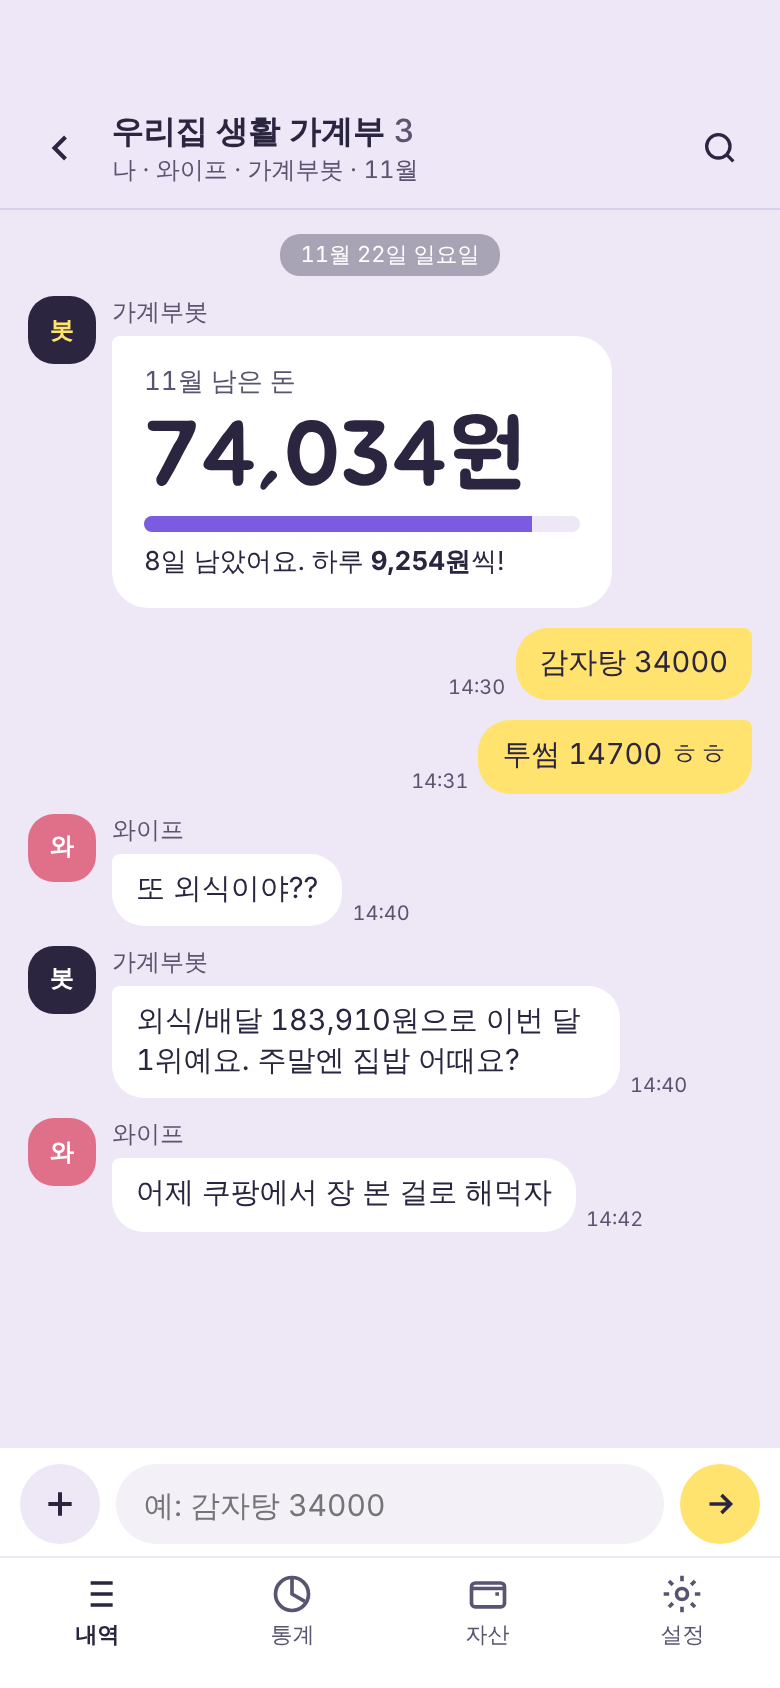 우리집 생활 가계부 3
나 · 와이프 · 가계부봇 · 11월
11월 22일 일요일
봇
가계부봇
11월 남은 돈
74,034원
8일 남았어요. 하루 9,254원씩!
감자탕 34000
14:30
투썸 14700 ㅎㅎ
14:31
와
와이프
또 외식이야??
14:40
봇
가계부봇
외식/배달 183,910원으로 이번 달
1위예요. 주말엔 집밥 어때요?
14:40
와
와이프
어제 쿠팡에서 장 본 걸로 해먹자
14:42
예: 감자탕 34000
내역
통계
자산
설정